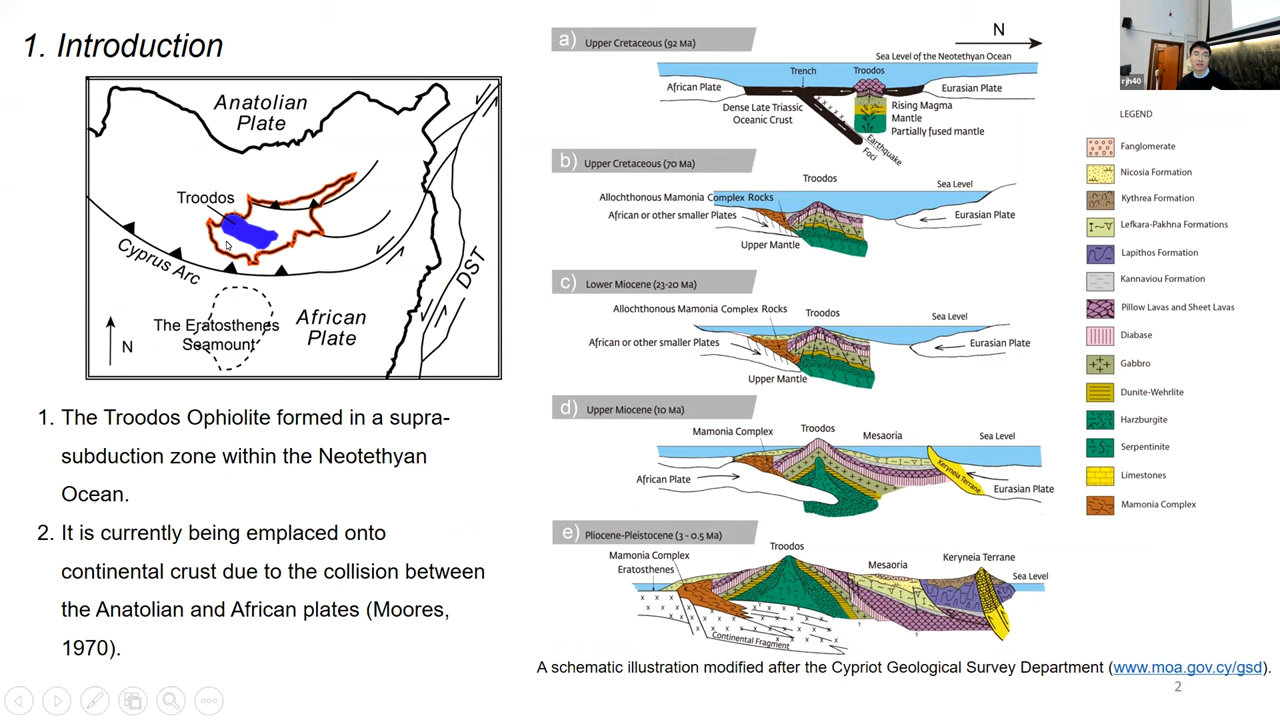 1. Introduction
Anatolian
Plate
Troodos
Cyprus Arc
DST
The Eratosthenes
Seamount
African
Plate
N
1. The Troodos Ophiolite formed in a supra-
subduction zone within the Neotethyan
Ocean.
2. It is currently being emplaced onto
continental crust due to the collision between
the Anatolian and African plates (Moores,
1970).
a) Upper Cretaceous (92 Ma)
N
Sea Level of the Neotethyan Ocean
African Plate
Trench
Troodos
Eurasian Plate
Dense Late Triassic
Oceanic Crust
Rising Magma
Mantle
Partially fused mantle
Earthquake
Foci
b) Upper Cretaceous (70 Ma)
Troodos
Sea Level
Allochthonous Mamonia Complex Rocks
African or other smaller Plates
Eurasian Plate
Upper Mantle
c) Lower Miocene (23-20 Ma)
Allochthonous Mamonia Complex Rocks
Troodos
Sea Level
African or other smaller Plates
Eurasian Plate
Upper Mantle
d) Upper Miocene (10 Ma)
Mamonia Complex
Troodos
Mesaoria
Sea Level
African Plate
Keryneia Terrane
Eurasian Plate
e) Pliocene-Pleistocene (3 - 0.5 Ma)
Troodos
Mamonia Complex
Eratosthenes
Mesaoria
Keryneia Terrane
Sea Level
?
?
?
Continental Fragment
A schematic illustration modified after the Cypriot Geological Survey Department (www.moa.gov.cy/gsd).
2
rjh40
LEGEND
Fanglomerate
Nicosia Formation
Kythrea Formation
Lefkara-Pakhna Formations
Lapithos Formation
Kannaviou Formation
Pillow Lavas and Sheet Lavas
Diabase
Gabbro
Dunite-Wehrlite
Harzburgite
Serpentinite
Limestones
Mamonia Complex